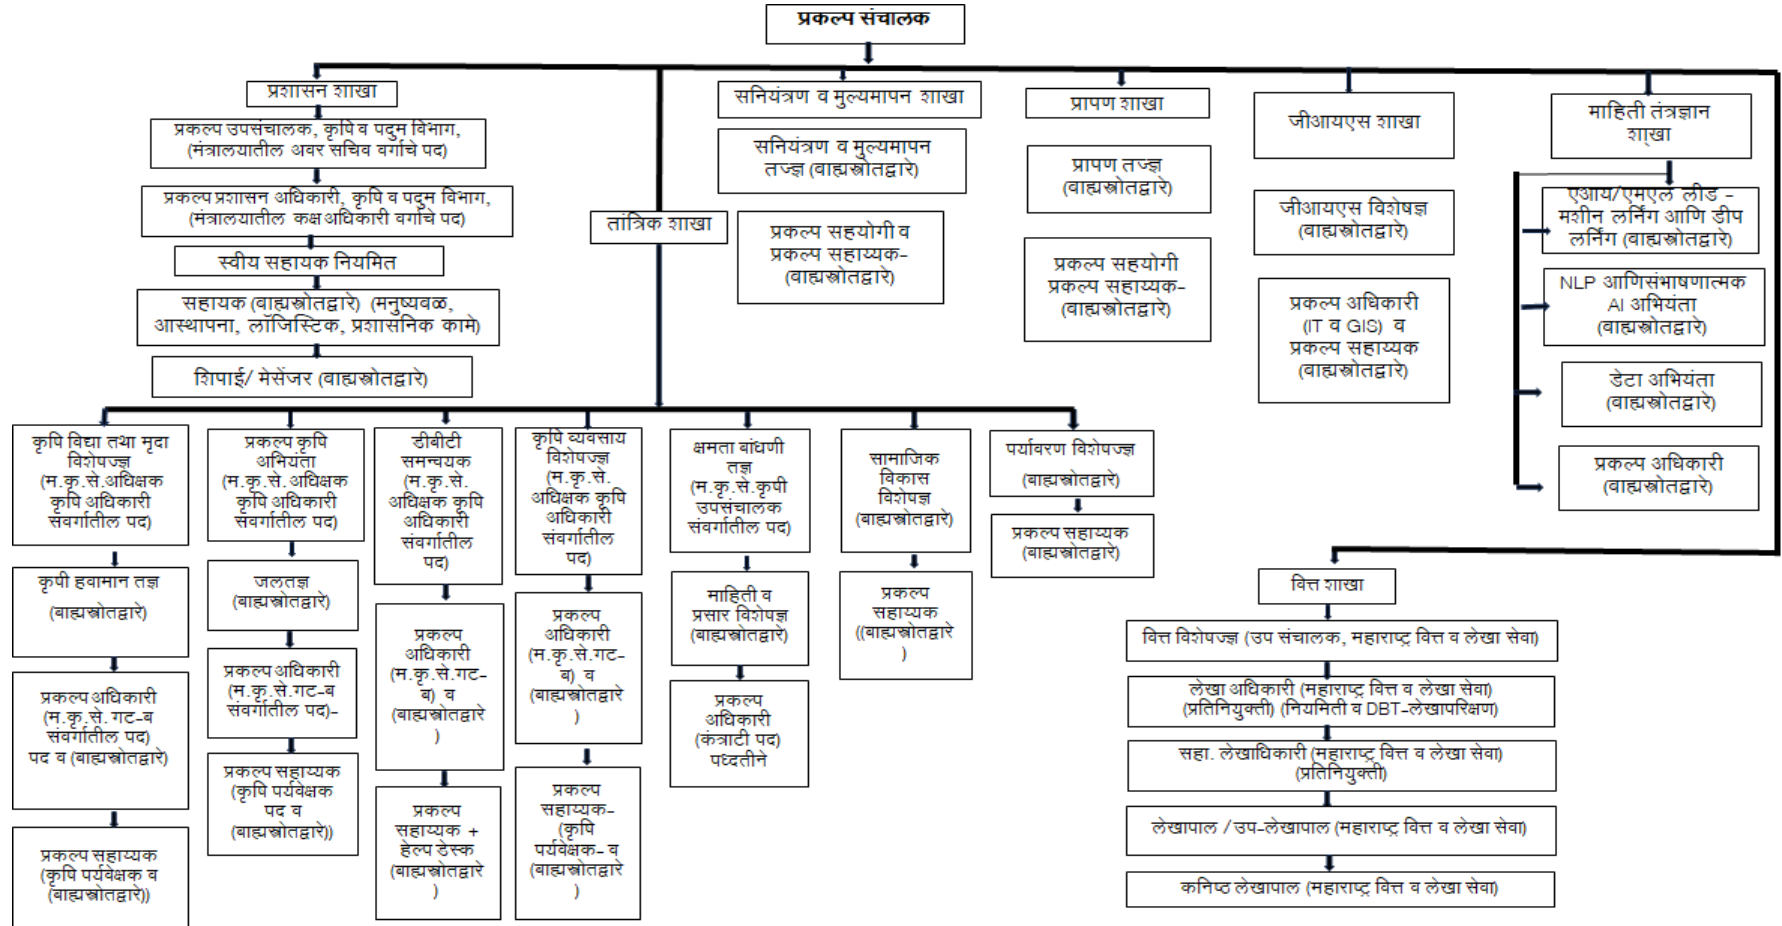 प्रकल्प संचालक
प्रशासन शाखा
प्रकल्प उपसंचालक, कृषि व पदुम विभाग,
(मंत्रालयातील अवर सचिव वर्गाचे पद)
प्रकल्प प्रशासन अधिकारी, कृषि व पदुम विभाग,
(मंत्रालयातील कक्ष अधिकारी वर्गाचे पद)
स्वीय सहायक नियमित
सहायक (वाह्यस्रोतद्वारे) (मनुष्यवळ,
आस्थापना, लॉजिस्टिक, प्रशासनिक कामे)
शिपाई/ मेसेंजर (वाह्यस्रोतद्वारे)
तांत्रिक शाखा
सनियंत्रण व मुल्यमापन शाखा
सनियंत्रण व मुल्यमापन
तज्ज्ञ (वाह्यस्रोतद्वारे)
प्रकल्प सहयोगी व
प्रकल्प सहाय्यक-
(वाह्यस्रोतद्वारे)
प्रापण शाखा
प्रापण तज्ज्ञ
(वाह्यस्रोतद्वारे)
प्रकल्प सहयोगी
प्रकल्प सहाय्यक-
(वाह्यस्रोतद्वारे)
जीआयएस शाखा
जीआयएस विशेषज्ञ
(वाह्यस्रोतद्वारे)
प्रकल्प अधिकारी
(IT व GIS) व
प्रकल्प सहाय्यक
(वाह्यस्रोतद्वारे)
माहिती तंत्रज्ञान
शा्खा
एआय/एमएल लीड -
मशीन लर्निंग आणि डीप
लर्निंग (वाह्यस्रोतद्वारे)
NLP आणिसंभाषणात्मक
AI अभियंता
(वाह्यस्रोतद्वारे)
डेटा अभियंता
(वाह्यस्रोतद्वारे)
प्रकल्प अधिकारी
(वाह्यस्रोतद्वारे)
कृषि विद्या तथा मृदा
विशेषज्ज्ञ
(म.कृ.से.अधिक्षक
कृषि अधिकारी
संवर्गातील पद)
कृषी हवामान तज्ञ
(वाह्यस्रोतद्वारे)
प्रकल्प अधिकारी
(म.कृ.से. गट-ब
संवर्गातील पद)
पद व (वाह्यस्रोतद्वारे)
प्रकल्प सहाय्यक
(कृषि पर्यवेक्षक व
(वाह्यस्रोतद्वारे))
प्रकल्प कृषि
अभियंता
(म.कृ.से. अधिक्षक
कृषि अधिकारी
संवर्गातील पद)
जलतज्ञ
(वाह्यस्रोतद्वारे)
प्रकल्प अधिकारी
(म.कृ.से.गट-ब
संवर्गातील पद)-
प्रकल्प सहाय्यक
(कृषि पर्यवेक्षक
पद व
(वाह्यस्रोतद्वारे))
डीबीटी
समन्वयक
(म.कृ.से.
अधिक्षक कृषि
अधिकारी
संवर्गातील
पद)
प्रकल्प
अधिकारी
(म.कृ.से.गट-
ब) व
(वाह्यस्रोतद्वारे
)
प्रकल्प
सहाय्यक +
हेल्प डेस्क
(वाह्यस्रोतद्वारे
)
कृषि व्यवसाय
विशेषज्ज्ञ
(म.कृ.से.
अधिक्षक कृषि
अधिकारी
संवर्गातील
पद)
प्रकल्प
अधिकारी
(म.कृ.से.गट-
ब) व
(वाह्यस्रोतद्वारे
)
प्रकल्प
सहाय्यक-
(कृषि
पर्यवेक्षक- व
(वाह्यस्रोतद्वारे
)
क्षमता बांधणी
तज्ञ
(म.कृ.से.कृषी
उपसंचालक
संवर्गातील पद)
माहिती व
प्रसार विशेषज्ञ
(वाह्यस्रोतद्वारे)
प्रकल्प
अधिकारी
(कंत्राटी पद)
पध्दतीने
सामाजिक
विकास
विशेषज्ञ
(वाह्यस्रोतद्वारे)
प्रकल्प
सहाय्यक
((वाह्यस्रोतद्वारे
)
पर्यावरण विशेषज्ज्ञ
(वाह्यस्रोतद्वारे)
प्रकल्प सहाय्यक
(वाह्यस्रोतद्वारे)
वित्त शाखा
वित्त विशेषज्ज्ञ (उप संचालक, महाराष्ट्र वित्त व लेखा सेवा)
लेखा अधिकारी (महाराष्ट्र वित्त व लेखा सेवा)
(प्रतिनियुक्ती) (नियमिती व DBT-लेखापरिक्षण)
सहा. लेखाधिकारी (महाराष्ट्र वित्त व लेखा सेवा)
(प्रतिनियुक्ती)
लेखापाल / उप-लेखापाल (महाराष्ट्र वित्त व लेखा सेवा)
कनिष्ठ लेखापाल (महाराष्ट्र वित्त व लेखा सेवा)